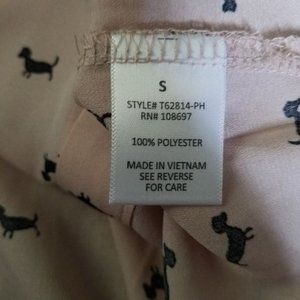 S
STYLE# T62814-PH
RN# 108697
100% POLYESTER
MADE IN VIETNAM
SEE REVERSE
FOR CARE